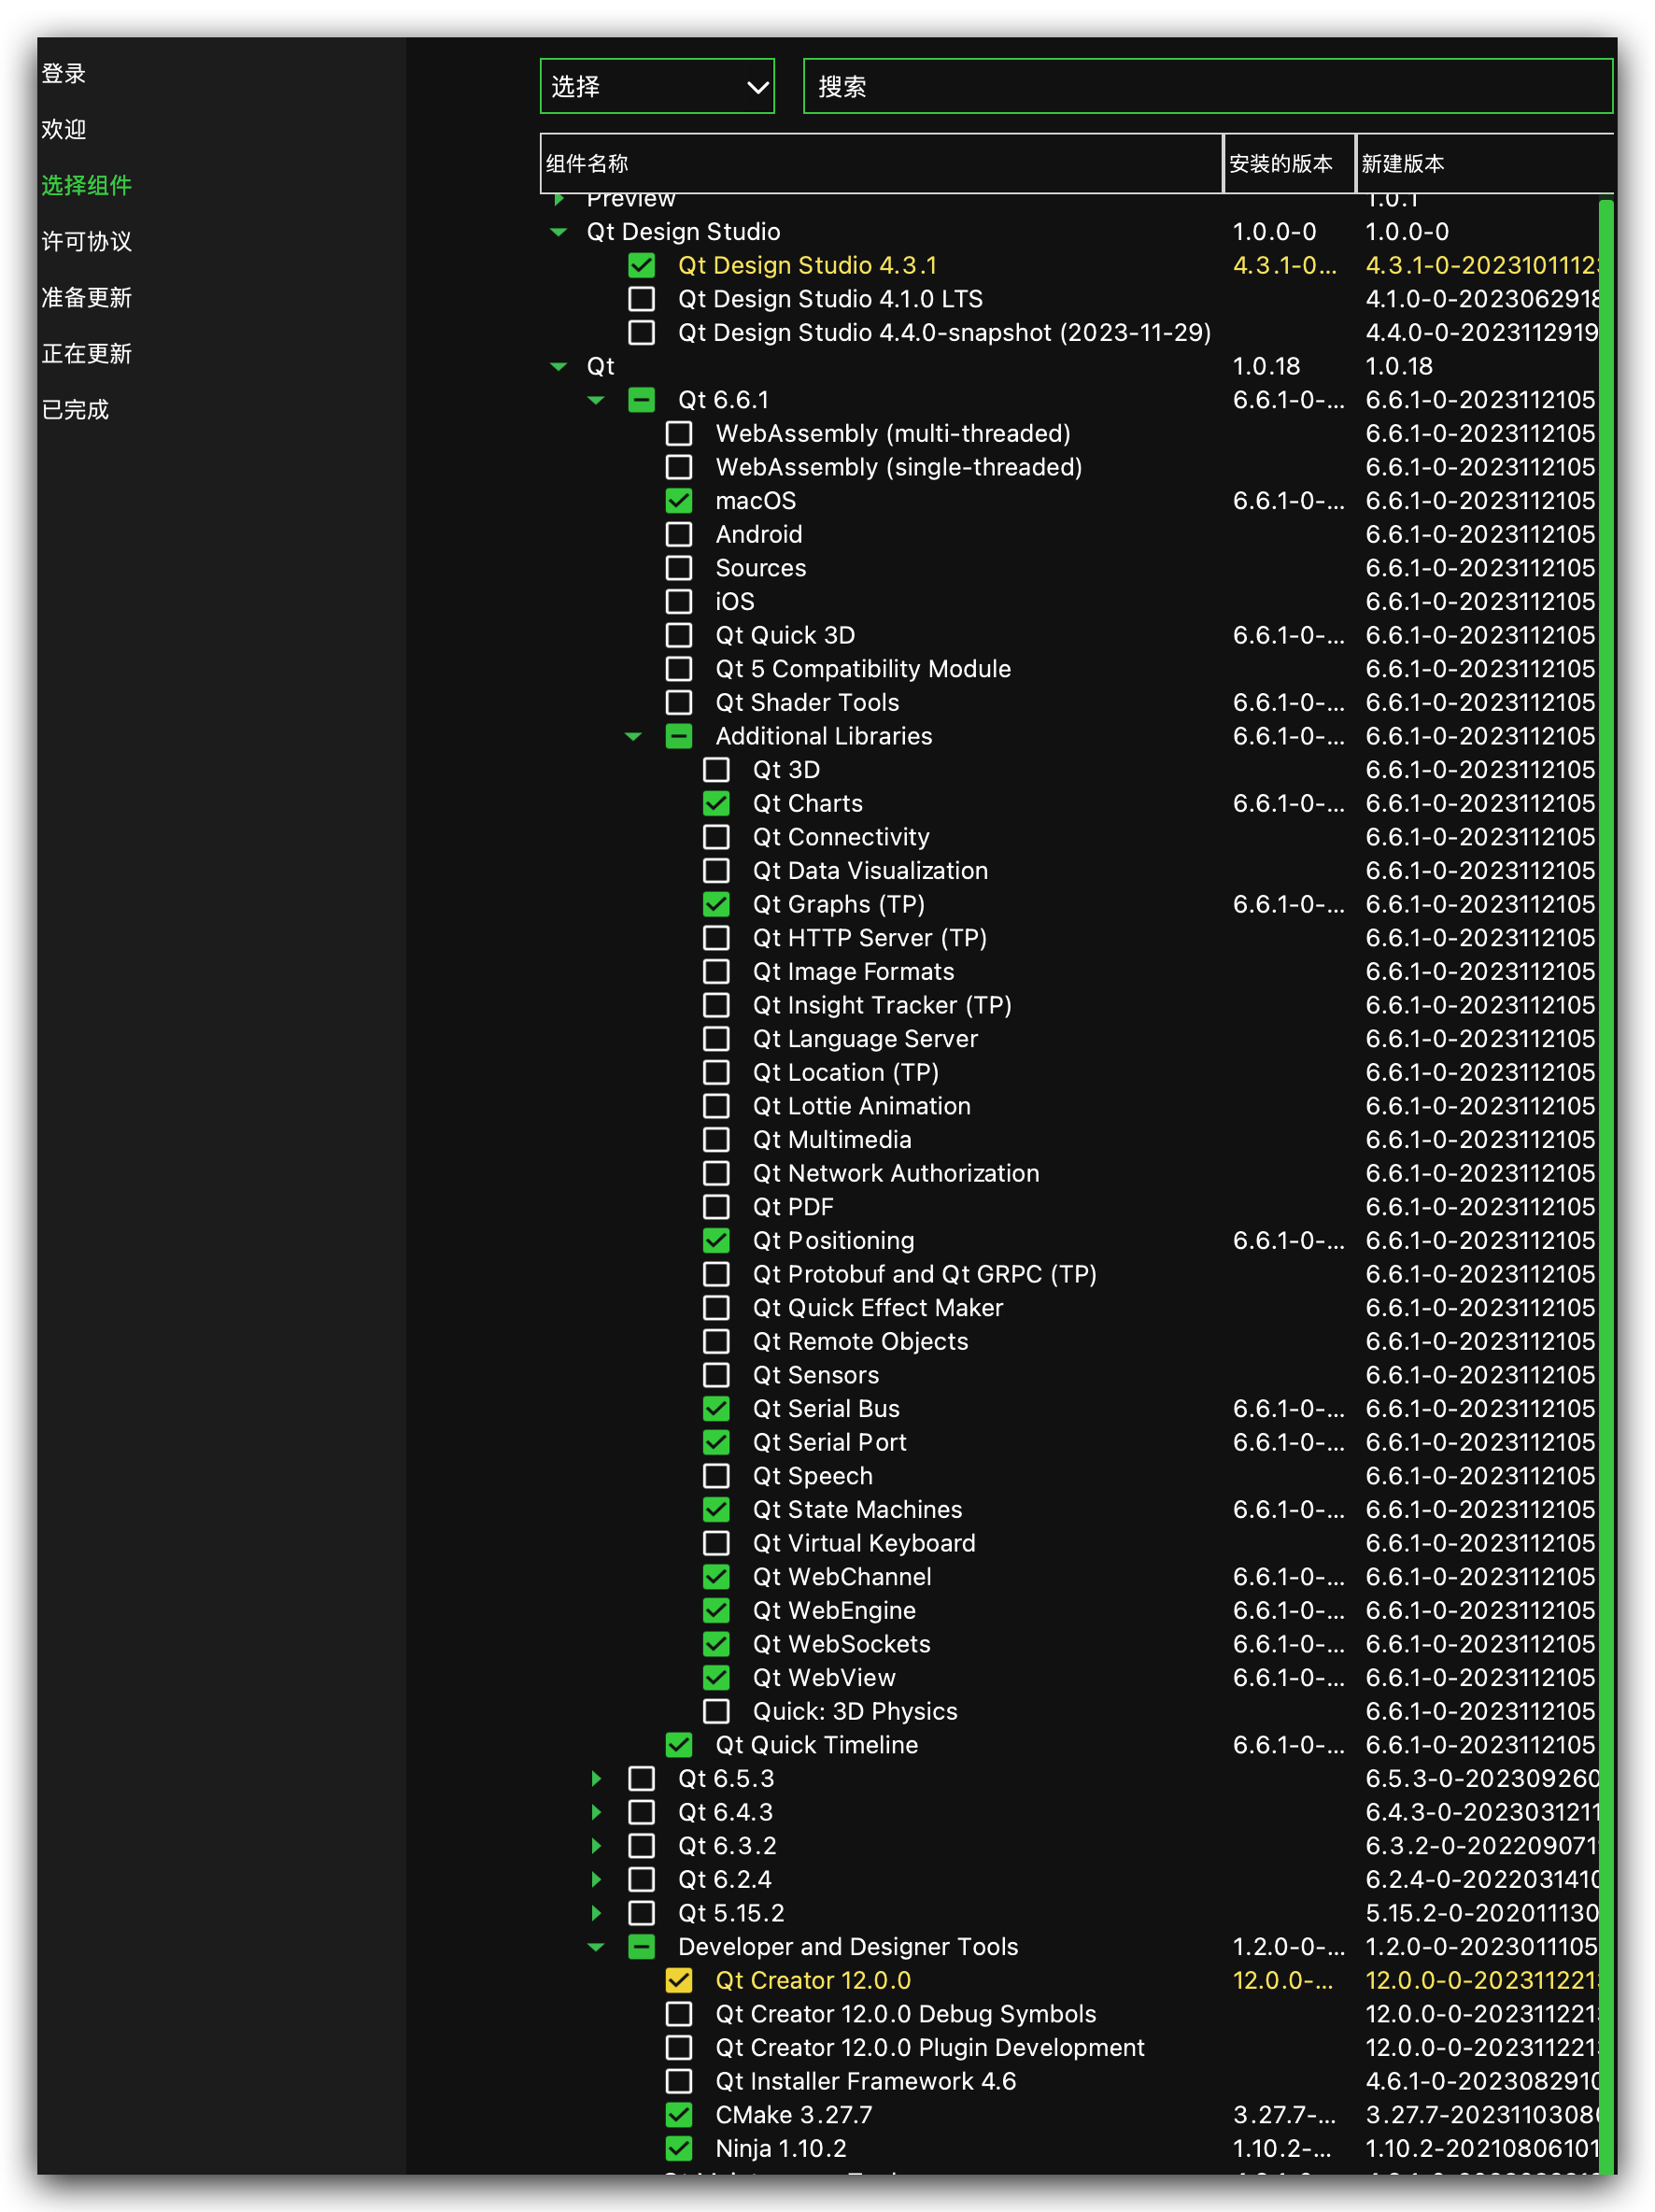 登录
欢迎
选择组件
许可协议
准备更新
正在更新
已完成
选择 搜索
组件名称 安装的版本 新建版本
Preview 1.0.1
Qt Design Studio 1.0.0-0 1.0.0-0
Qt Design Studio 4.3.1 4.3.1-0... 4.3.1-0-202310111123
Qt Design Studio 4.1.0 LTS 4.1.0-0-2023062918
Qt Design Studio 4.4.0-snapshot (2023-11-29) 4.4.0-0-2023112919
Qt 1.0.18 1.0.18
Qt 6.6.1 6.6.1-0-... 6.6.1-0-2023112105
WebAssembly (multi-threaded) 6.6.1-0-2023112105
WebAssembly (single-threaded) 6.6.1-0-2023112105
macOS 6.6.1-0-... 6.6.1-0-2023112105
Android 6.6.1-0-2023112105
Sources 6.6.1-0-2023112105
iOS 6.6.1-0-2023112105
Qt Quick 3D 6.6.1-0-... 6.6.1-0-2023112105
Qt 5 Compatibility Module 6.6.1-0-2023112105
Qt Shader Tools 6.6.1-0-... 6.6.1-0-2023112105
Additional Libraries 6.6.1-0-... 6.6.1-0-2023112105
Qt 3D 6.6.1-0-2023112105
Qt Charts 6.6.1-0-... 6.6.1-0-2023112105
Qt Connectivity 6.6.1-0-2023112105
Qt Data Visualization 6.6.1-0-2023112105
Qt Graphs (TP) 6.6.1-0-... 6.6.1-0-2023112105
Qt HTTP Server (TP) 6.6.1-0-2023112105
Qt Image Formats 6.6.1-0-2023112105
Qt Insight Tracker (TP) 6.6.1-0-2023112105
Qt Language Server 6.6.1-0-2023112105
Qt Location (TP) 6.6.1-0-2023112105
Qt Lottie Animation 6.6.1-0-2023112105
Qt Multimedia 6.6.1-0-2023112105
Qt Network Authorization 6.6.1-0-2023112105
Qt PDF 6.6.1-0-2023112105
Qt Positioning 6.6.1-0-... 6.6.1-0-2023112105
Qt Protobuf and Qt GRPC (TP) 6.6.1-0-2023112105
Qt Quick Effect Maker 6.6.1-0-2023112105
Qt Remote Objects 6.6.1-0-2023112105
Qt Sensors 6.6.1-0-2023112105
Qt Serial Bus 6.6.1-0-... 6.6.1-0-2023112105
Qt Serial Port 6.6.1-0-... 6.6.1-0-2023112105
Qt Speech 6.6.1-0-2023112105
Qt State Machines 6.6.1-0-... 6.6.1-0-2023112105
Qt Virtual Keyboard 6.6.1-0-2023112105
Qt WebChannel 6.6.1-0-... 6.6.1-0-2023112105
Qt WebEngine 6.6.1-0-... 6.6.1-0-2023112105
Qt WebSockets 6.6.1-0-... 6.6.1-0-2023112105
Qt WebView 6.6.1-0-... 6.6.1-0-2023112105
Quick: 3D Physics 6.6.1-0-2023112105
Qt Quick Timeline 6.6.1-0-... 6.6.1-0-2023112105
Qt 6.5.3 6.5.3-0-202309260
Qt 6.4.3 6.4.3-0-2023031211
Qt 6.3.2 6.3.2-0-202209071
Qt 6.2.4 6.2.4-0-2022031410
Qt 5.15.2 5.15.2-0-202011130
Developer and Designer Tools 1.2.0-0-... 1.2.0-0-2023011105
Qt Creator 12.0.0 12.0.0-... 12.0.0-0-202311221
Qt Creator 12.0.0 Debug Symbols 12.0.0-0-202311221
Qt Creator 12.0.0 Plugin Development 12.0.0-0-202311221
Qt Installer Framework 4.6 4.6.1-0-2023082910
CMake 3.27.7 3.27.7-... 3.27.7-2023110308
Ninja 1.10.2 1.10.2-... 1.10.2-20210806101